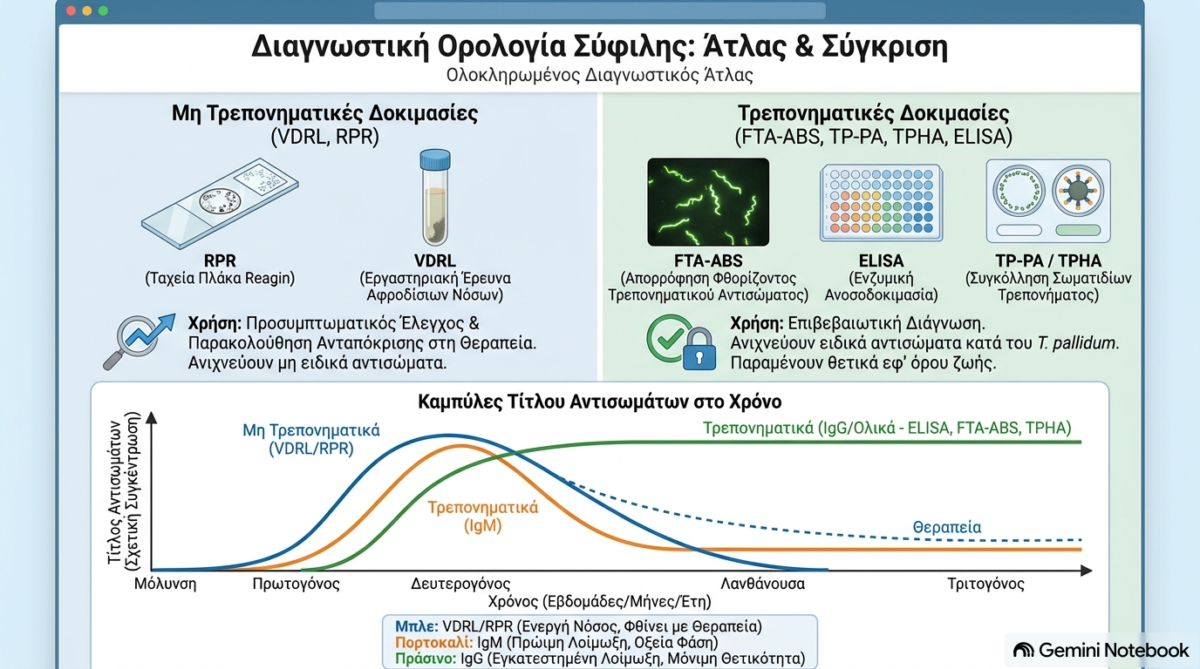 Διαγνωστική Ορολογία Σύφιλης: Άτλας & Σύγκριση
Ολοκληρωμένος Διαγνωστικός Άτλας
Μη Τρεπονηματικές Δοκιμασίες
(VDRL, RPR)
RPR
(Ταχεία Πλάκα Reagin)
VDRL
(Εργαστηριακή Έρευνα
Αφροδίσιων Νόσων)
Χρήση: Προσυμπτωματικός Έλεγχος &
Παρακολούθηση Ανταπόκρισης στη Θεραπεία.
Ανιχνεύουν μη ειδικά αντισώματα.
Τρεπονηματικές Δοκιμασίες
(FTA-ABS, TP-PA, TPHA, ELISA)
FTA-ABS
(Απορρόφηση Φθορίζοντος
Τρεπονηματικού Αντισώματος)
ELISA
(Ενζυμική
Ανοσοδοκιμασία)
TP-PA / TPHA
(Συγκόλληση Σωματιδίων
Τρεπονήματος)
Χρήση: Επιβεβαιωτική Διάγνωση.
Ανιχνεύουν ειδικά αντισώματα κατά του T. pallidum.
Παραμένουν θετικά εφ' όρου ζωής.
Καμπύλες Τίτλου Αντισωμάτων στο Χρόνο
Τίτλος Αντισωμάτων
(Σχετική Συγκέντρωση)
Μη Τρεπονηματικά
(VDRL/RPR)
Τρεπονηματικά (IgG/Ολικά - ELISA, FTA-ABS, TPHA)
Τρεπονηματικά
(IgM)
Θεραπεία
Μόλυνση
Πρωτογόνος
Δευτερογόνος
Λανθάνουσα
Τριτογόνος
Χρόνος (Εβδομάδες/Μήνες/Έτη)
Μπλε: VDRL/RPR (Ενεργή Νόσος, Φθίνει με Θεραπεία)
Πορτοκαλί: IgM (Πρώιμη Λοίμωξη, Οξεία Φάση)
Πράσινο: IgG (Εγκατεστημένη Λοίμωξη, Μόνιμη Θετικότητα)
Gemini Notebook